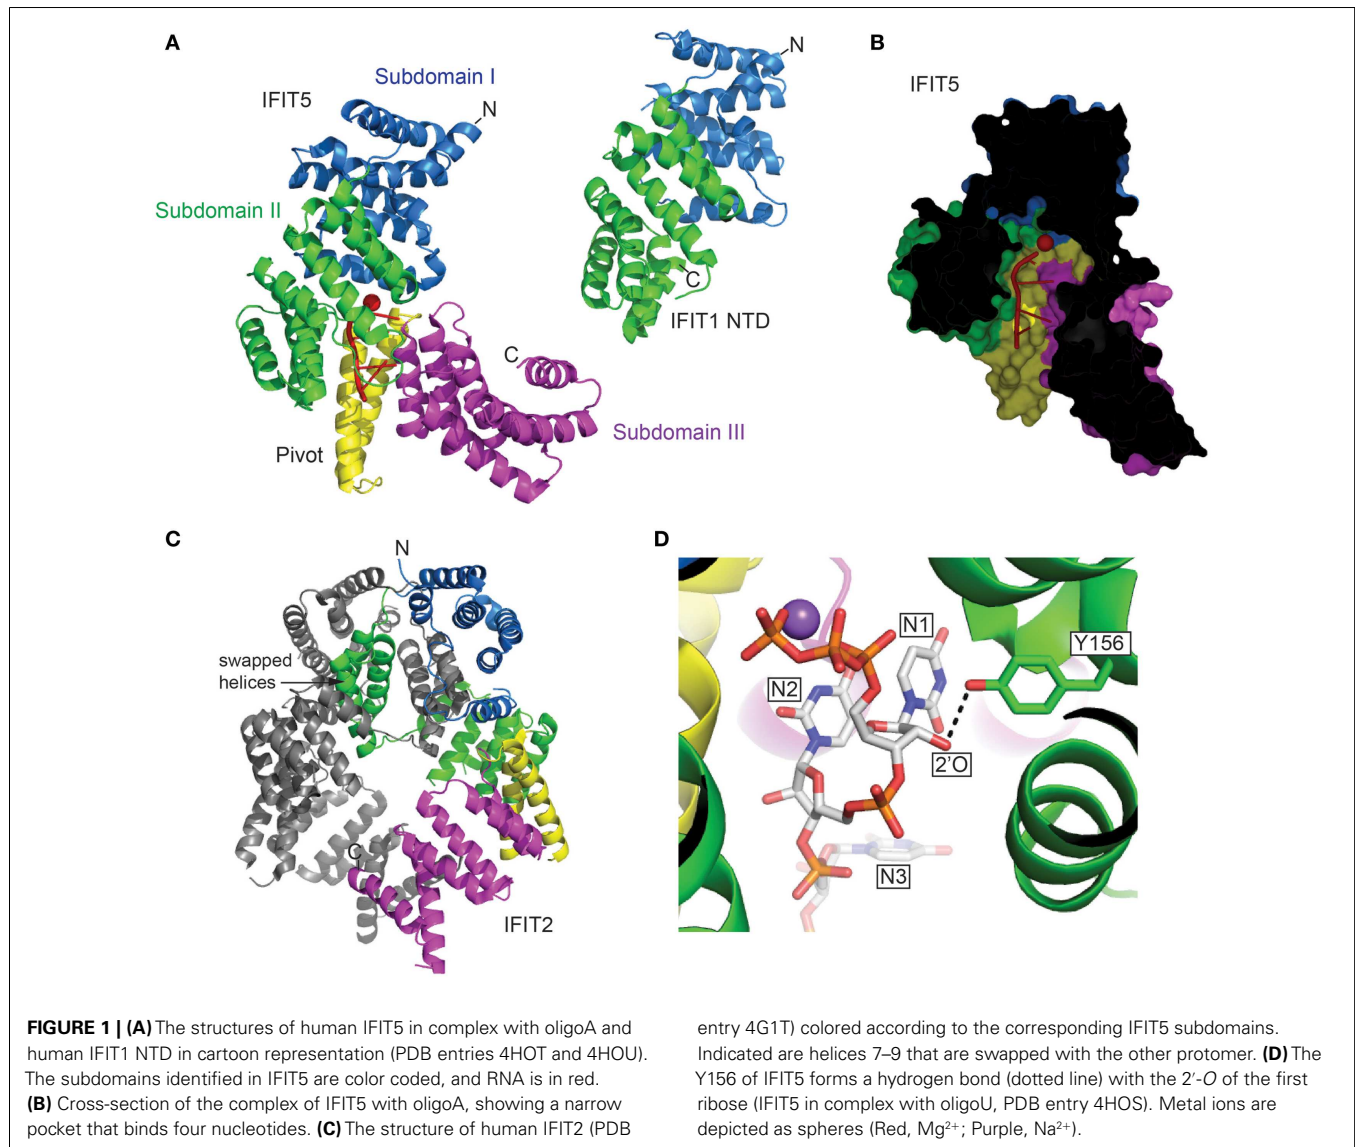 A
B
Subdomain I
IFIT5
N
N
IFIT5
Subdomain II
C
IFIT1 NTD
C
Subdomain III
Pivot
C
D
N
swapped
helices
C
IFIT2
N1
Y156
N2
2'O
N3
FIGURE 1 | (A) The structures of human IFIT5 in complex with oligoA and
human IFIT1 NTD in cartoon representation (PDB entries 4HOT and 4HOU).
The subdomains identified in IFIT5 are color coded, and RNA is in red.
(B) Cross-section of the complex of IFIT5 with oligoA, showing a narrow
pocket that binds four nucleotides. (C) The structure of human IFIT2 (PDB
entry 4G1T) colored according to the corresponding IFIT5 subdomains.
Indicated are helices 7–9 that are swapped with the other protomer. (D) The
Y156 of IFIT5 forms a hydrogen bond (dotted line) with the 2′-O of the first
ribose (IFIT5 in complex with oligoU, PDB entry 4HOS). Metal ions are
depicted as spheres (Red, Mg²⁺; Purple, Na²⁺).